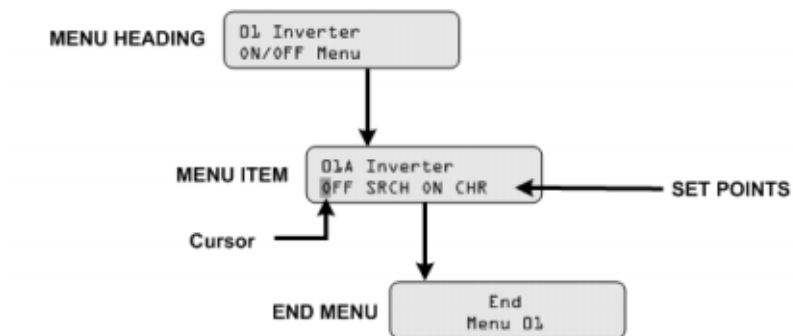 MENU HEADING
01 Inverter
ON/OFF Menu
MENU ITEM
01A Inverter
OFF SRCH ON CHR
SET POINTS
Cursor
END MENU
End
Menu 01